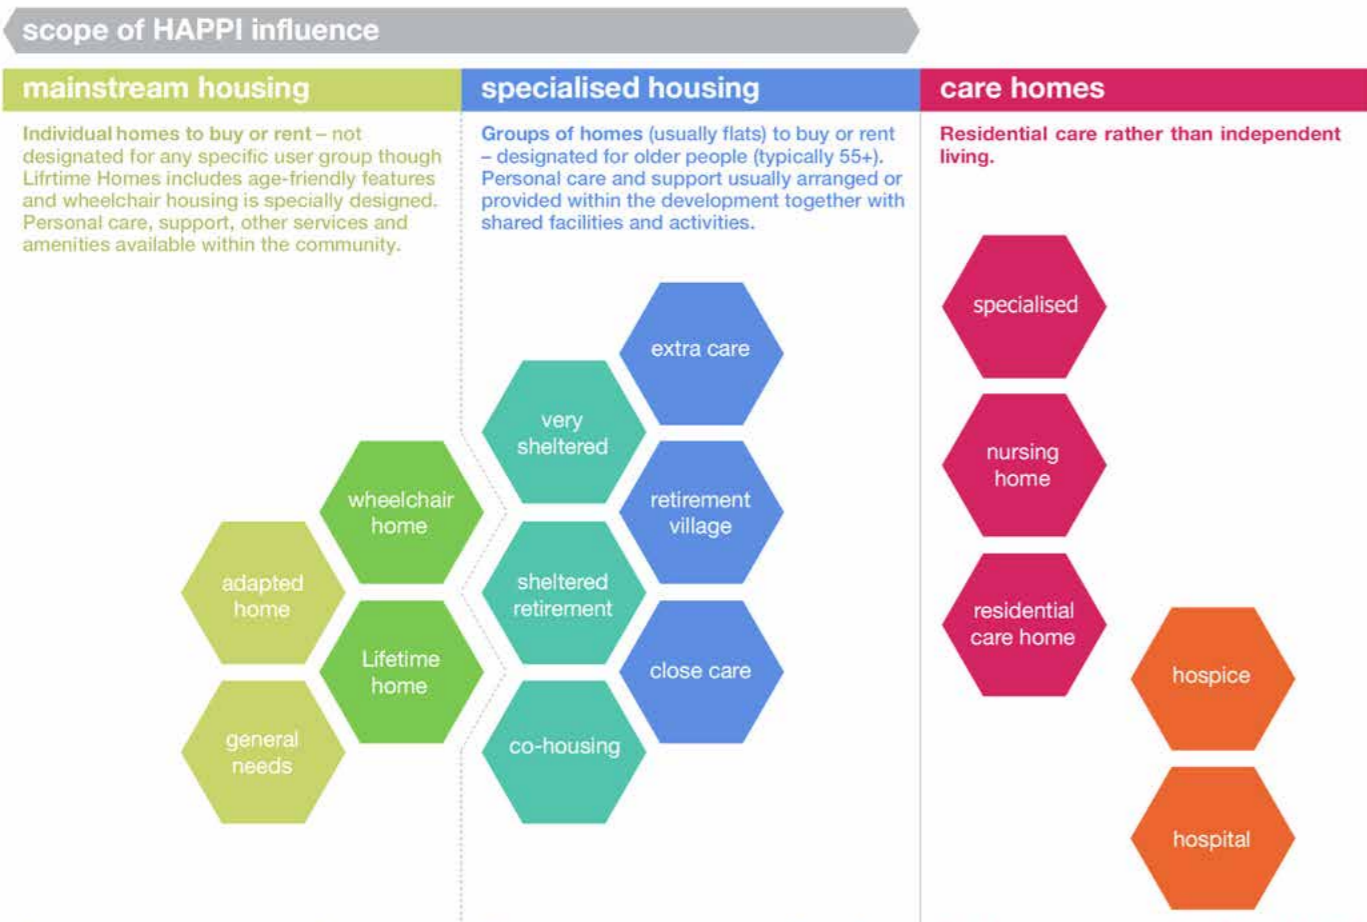 scope of HAPPI influence
mainstream housing
Individual homes to buy or rent – not
designated for any specific user group though
Lifrtime Homes includes age-friendly features
and wheelchair housing is specially designed.
Personal care, support, other services and
amenities available within the community.
wheelchair
home
adapted
home
Lifetime
home
general
needs
specialised housing
Groups of homes (usually flats) to buy or rent
– designated for older people (typically 55+).
Personal care and support usually arranged or
provided within the development together with
shared facilities and activities.
extra care
very
sheltered
retirement
village
sheltered
retirement
close care
co-housing
care homes
Residential care rather than independent
living.
specialised
nursing
home
residential
care home
hospice
hospital